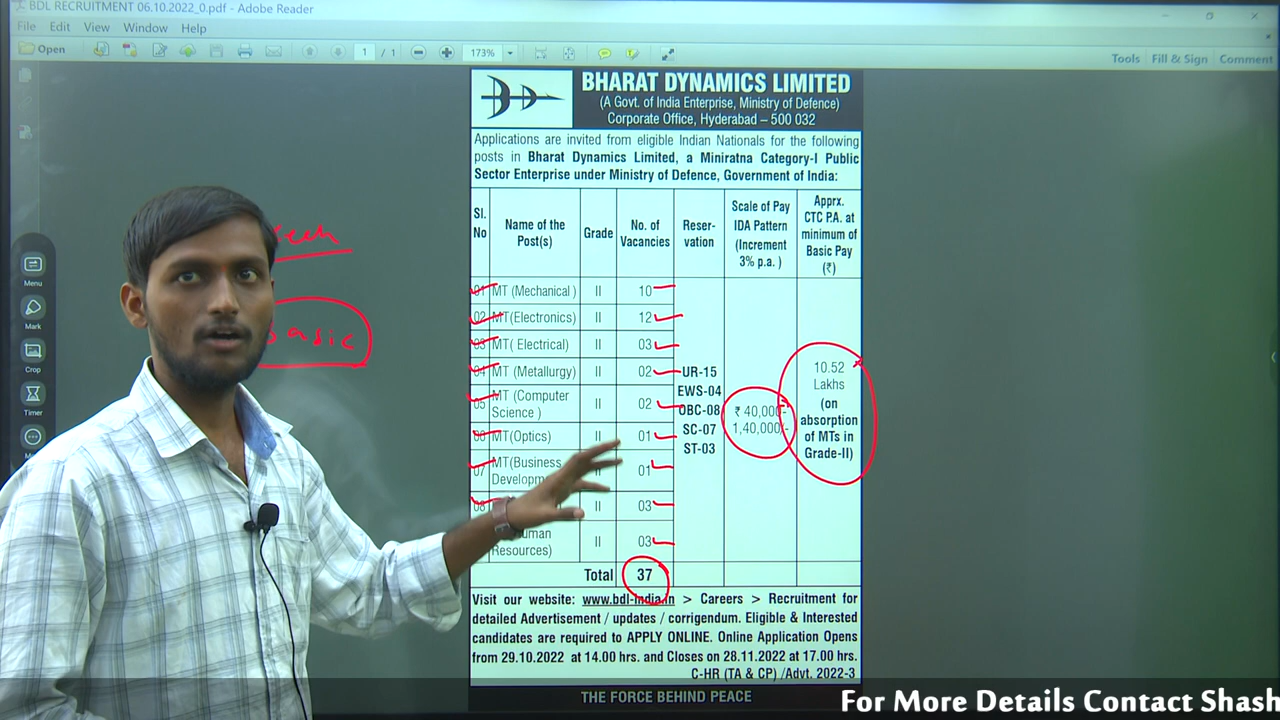 BDL RECRUITMENT 06.10.2022_0.pdf - Adobe Reader
File Edit View Window Help
Open 1 / 1 173% Tools Fill & Sign Comment
BHARAT DYNAMICS LIMITED
(A Govt. of India Enterprise, Ministry of Defence)
Corporate Office, Hyderabad – 500 032
Applications are invited from eligible Indian Nationals for the following
posts in Bharat Dynamics Limited, a Miniratna Category-I Public
Sector Enterprise under Ministry of Defence, Government of India:
Sl. No
Name of the Post(s)
Grade
No. of Vacancies
Reser-
vation
Scale of Pay
IDA Pattern
(Increment
3% p.a. )
Apprx.
CTC P.A. at
minimum of
Basic Pay
(₹)
01 MT (Mechanical ) II 10
02 MT(Electronics) II 12
03 MT( Electrical) II 03
04 MT (Metallurgy) II 02
05 MT (Computer Science ) II 02
06 MT(Optics) II 01
07 MT(Business II 01
08 II 03
Resources) II 03
UR-15
EWS-04
OBC-08
SC-07
ST-03
₹ 40,000/-
1,40,000/-
10.52
Lakhs
(on
absorption
of MTs in
Grade-II)
Total 37
Visit our website: www.bdl-india.in > Careers > Recruitment for
detailed Advertisement / updates / corrigendum. Eligible & Interested
candidates are required to APPLY ONLINE. Online Application Opens
from 29.10.2022 at 14.00 hrs. and Closes on 28.11.2022 at 17.00 hrs.
C-HR (TA & CP) /Advt. 2022-3
THE FORCE BEHIND PEACE
basic
Menu
Mark
Crop
Timer
For More Details Contact Shash